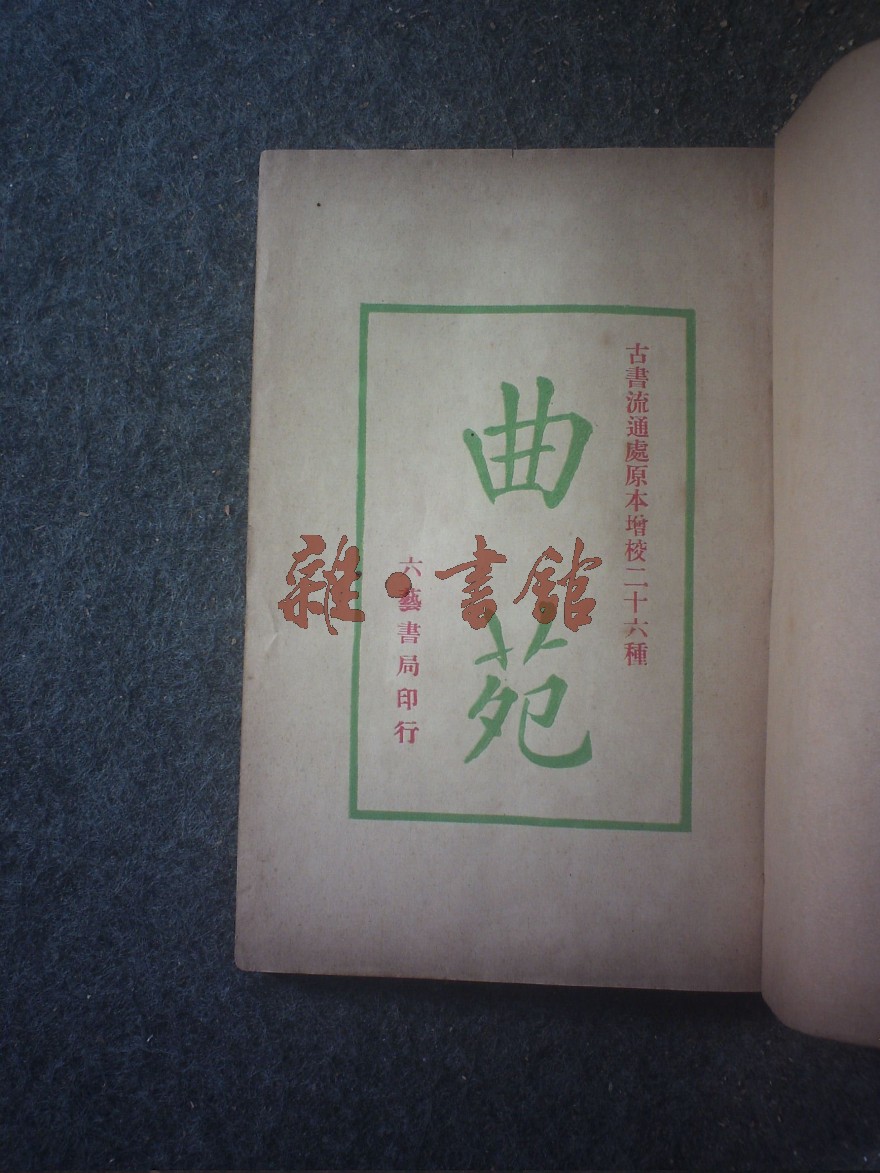 古書流通處原本增校二十六種
曲苑
六藝書局印行
雜·書館